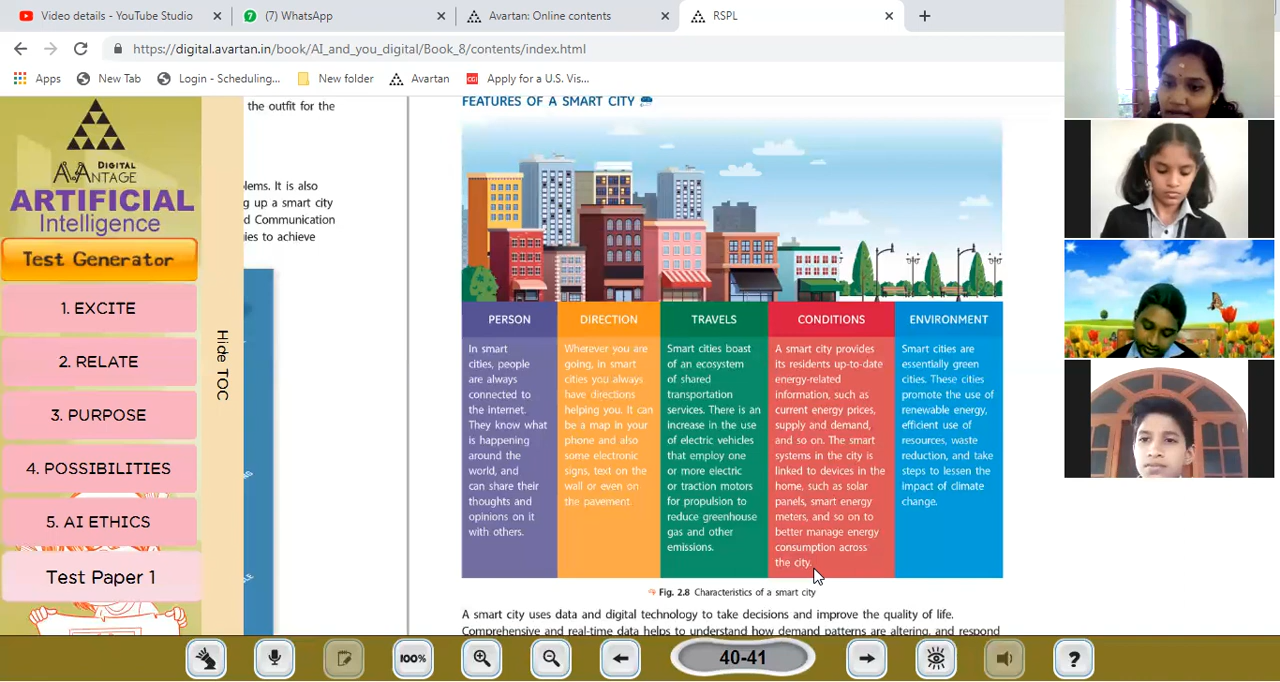 Video details - YouTube Studio
(7) WhatsApp
Avartan: Online contents
RSPL
https://digital.avartan.in/book/AI_and_you_digital/Book_8/contents/index.html
Apps
New Tab
Login - Scheduling...
New folder
Avartan
Apply for a U.S. Vis...
DIGITAL
AVANTAGE
ARTIFICIAL
Intelligence
Test Generator
1. EXCITE
2. RELATE
3. PURPOSE
4. POSSIBILITIES
5. AI ETHICS
Test Paper 1
Hide TOC
the outfit for the
lems. It is also
g up a smart city
d Communication
ies to achieve
FEATURES OF A SMART CITY
PERSON
In smart
cities, people
are always
connected to
the internet.
They know what
is happening
around the
world, and
can share their
thoughts and
opinions on it
with others.
DIRECTION
Wherever you are
going, in smart
cities you always
have directions
helping you. It can
be a map in your
phone and also
some electronic
signs, text on the
wall or even on
the pavement.
TRAVELS
Smart cities boast
of an ecosystem
of shared
transportation
services. There is an
increase in the use
of electric vehicles
that employ one
or more electric
or traction motors
for propulsion to
reduce greenhouse
gas and other
emissions.
CONDITIONS
A smart city provides
its residents up-to-date
energy-related
information, such as
current energy prices,
supply and demand,
and so on. The smart
systems in the city is
linked to devices in the
home, such as solar
panels, smart energy
meters, and so on to
better manage energy
consumption across
the city.
ENVIRONMENT
Smart cities are
essentially green
cities. These cities
promote the use of
renewable energy,
efficient use of
resources, waste
reduction, and take
steps to lessen the
impact of climate
change.
Fig. 2.8 Characteristics of a smart city
A smart city uses data and digital technology to take decisions and improve the quality of life.
Comprehensive and real-time data helps to understand how demand patterns are altering, and respond
100%
40-41
?